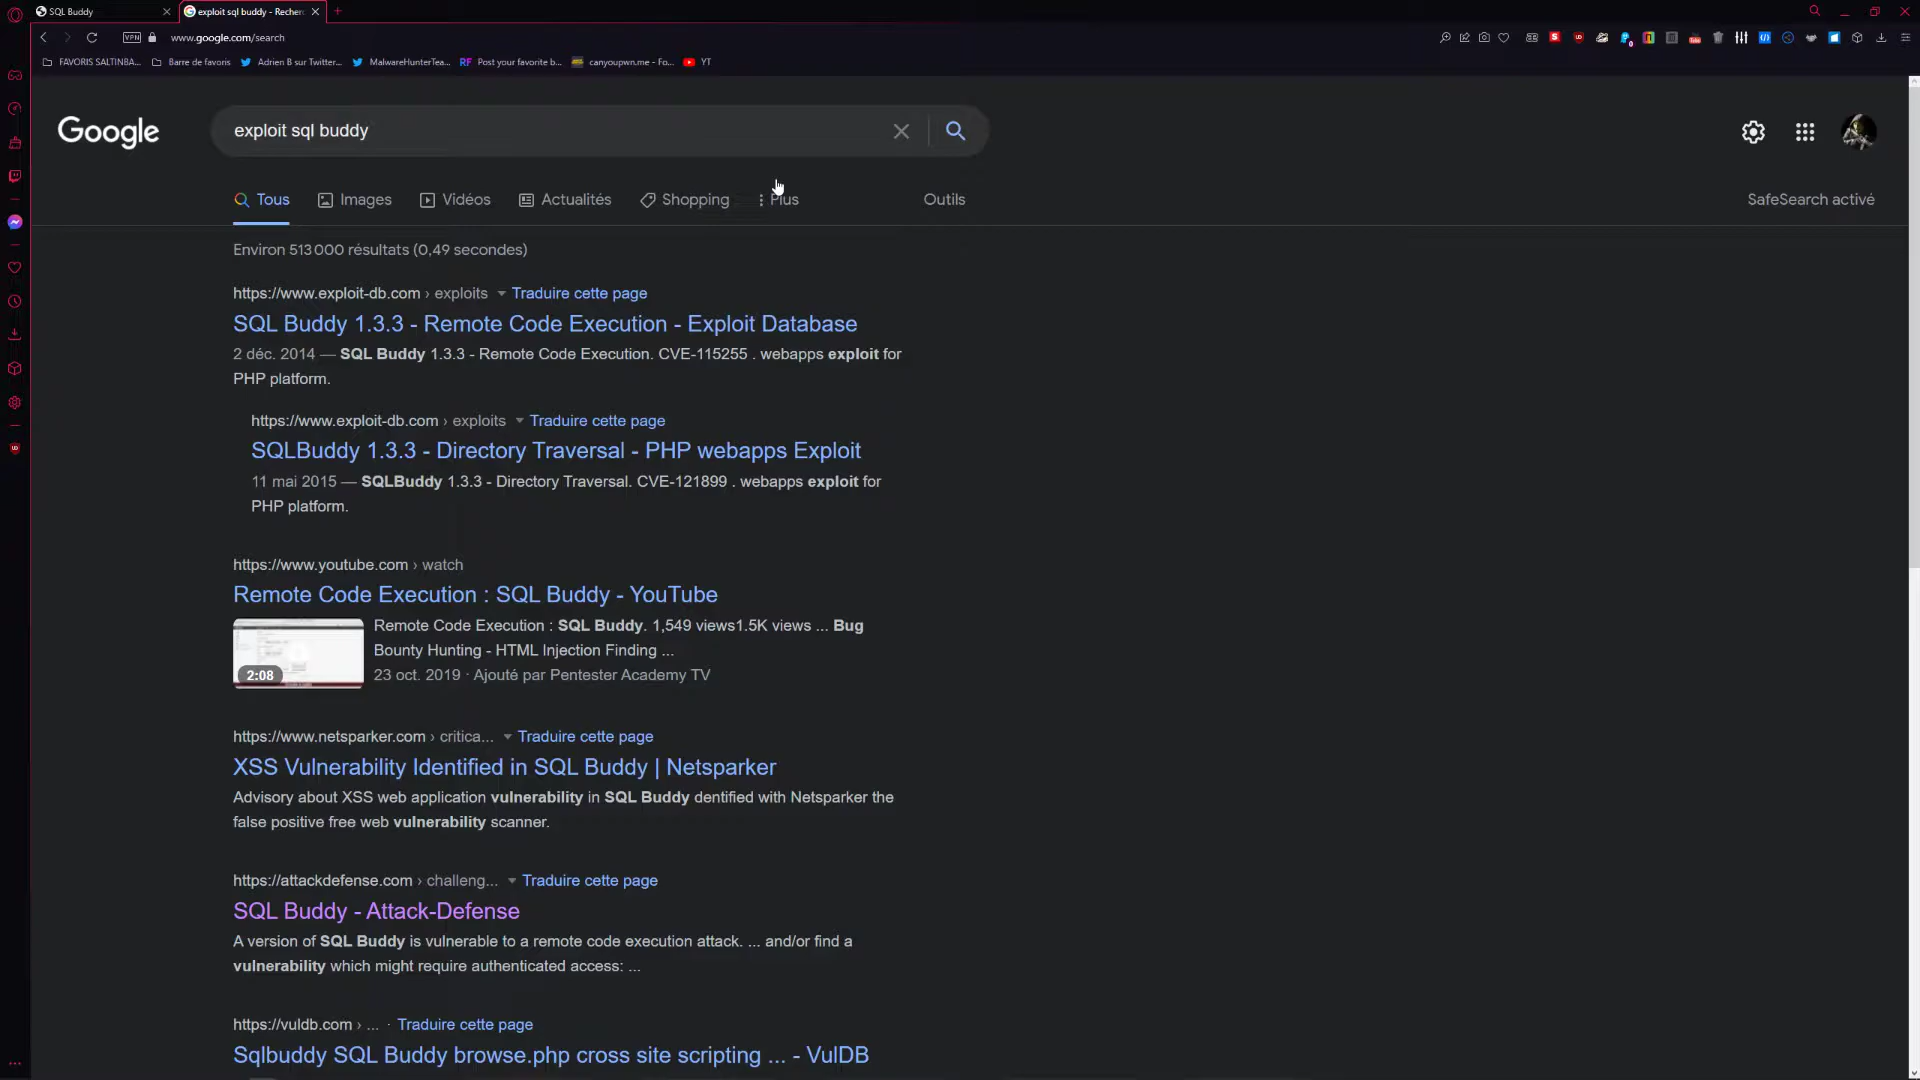 SQL Buddy
exploit sql buddy - Recher
VPN
www.google.com/search
FAVORIS SALTINBA...
Barre de favoris
Adrien B sur Twitter...
MalwareHunterTea...
RF Post your favorite b...
canyoupwn.me - Fo...
YT
Google
exploit sql buddy
Tous
Images
Vidéos
Actualités
Shopping
Plus
Outils
SafeSearch activé
Environ 513 000 résultats (0,49 secondes)
https://www.exploit-db.com › exploits Traduire cette page
SQL Buddy 1.3.3 - Remote Code Execution - Exploit Database
2 déc. 2014 — SQL Buddy 1.3.3 - Remote Code Execution. CVE-115255 . webapps exploit for
PHP platform.
https://www.exploit-db.com › exploits Traduire cette page
SQLBuddy 1.3.3 - Directory Traversal - PHP webapps Exploit
11 mai 2015 — SQLBuddy 1.3.3 - Directory Traversal. CVE-121899 . webapps exploit for
PHP platform.
https://www.youtube.com › watch
Remote Code Execution : SQL Buddy - YouTube
2:08
Remote Code Execution : SQL Buddy. 1,549 views1.5K views ... Bug
Bounty Hunting - HTML Injection Finding ...
23 oct. 2019 · Ajouté par Pentester Academy TV
https://www.netsparker.com › critica... Traduire cette page
XSS Vulnerability Identified in SQL Buddy | Netsparker
Advisory about XSS web application vulnerability in SQL Buddy dentified with Netsparker the
false positive free web vulnerability scanner.
https://attackdefense.com › challeng... Traduire cette page
SQL Buddy - Attack-Defense
A version of SQL Buddy is vulnerable to a remote code execution attack. ... and/or find a
vulnerability which might require authenticated access: ...
https://vuldb.com › ... · Traduire cette page
Sqlbuddy SQL Buddy browse.php cross site scripting ... - VulDB